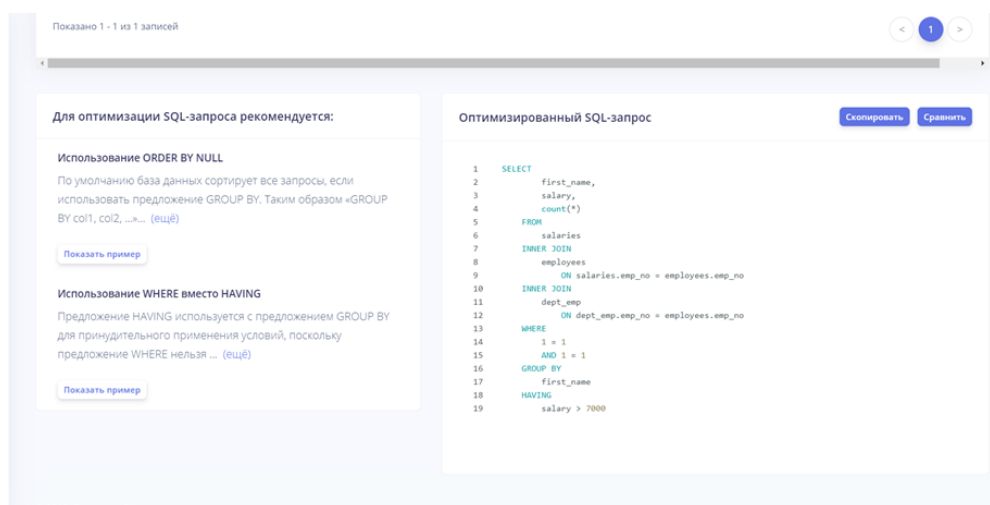 Показано 1 - 1 из 1 записей
< 1 >
Для оптимизации SQL-запроса рекомендуется:
Использование ORDER BY NULL
По умолчанию база данных сортирует все запросы, если
использовать предложение GROUP BY. Таким образом «GROUP
BY col1, col2, ...»... (ещё)
Показать пример
Использование WHERE вместо HAVING
Предложение HAVING используется с предложением GROUP BY
для принудительного применения условий, поскольку
предложение WHERE нельзя ... (ещё)
Показать пример
Оптимизированный SQL-запрос
Скопировать Сравнить
1 SELECT
2 first_name,
3 salary,
4 count(*)
5 FROM
6 salaries
7 INNER JOIN
8 employees
9 ON salaries.emp_no = employees.emp_no
10 INNER JOIN
11 dept_emp
12 ON dept_emp.emp_no = employees.emp_no
13 WHERE
14 1 = 1
15 AND 1 = 1
16 GROUP BY
17 first_name
18 HAVING
19 salary > 7000